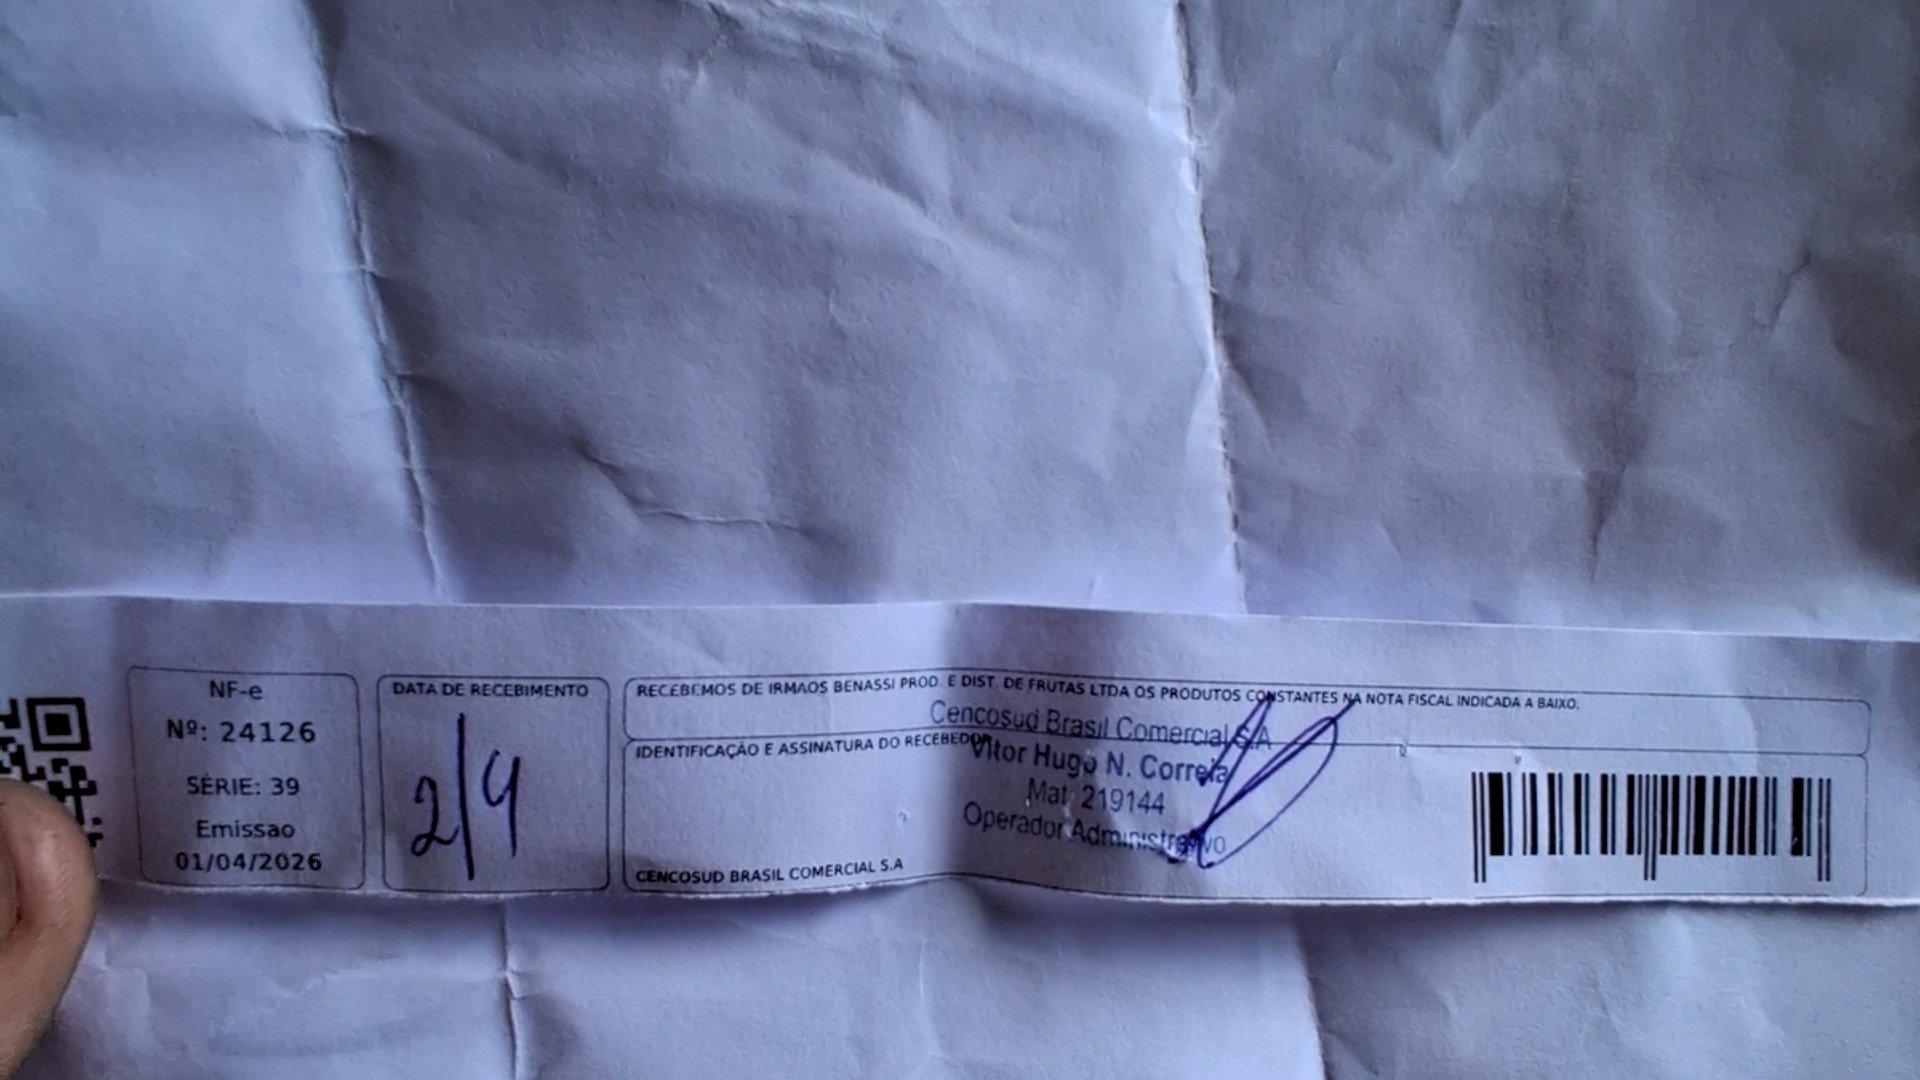 NF-e
Nº: 24126
SÉRIE: 39
Emissao
01/04/2026
DATA DE RECEBIMENTO
2/4
RECEBEMOS DE IRMAOS BENASSI PROD. E DIST. DE FRUTAS LTDA OS PRODUTOS CONSTANTES NA NOTA FISCAL INDICADA A BAIXO.
IDENTIFICAÇÃO E ASSINATURA DO RECEBEDOR
Cencosud Brasil Comercial S.A
Vitor Hugo N. Correia
Mat. 219144
Operador Administrativo
CENCOSUD BRASIL COMERCIAL S.A